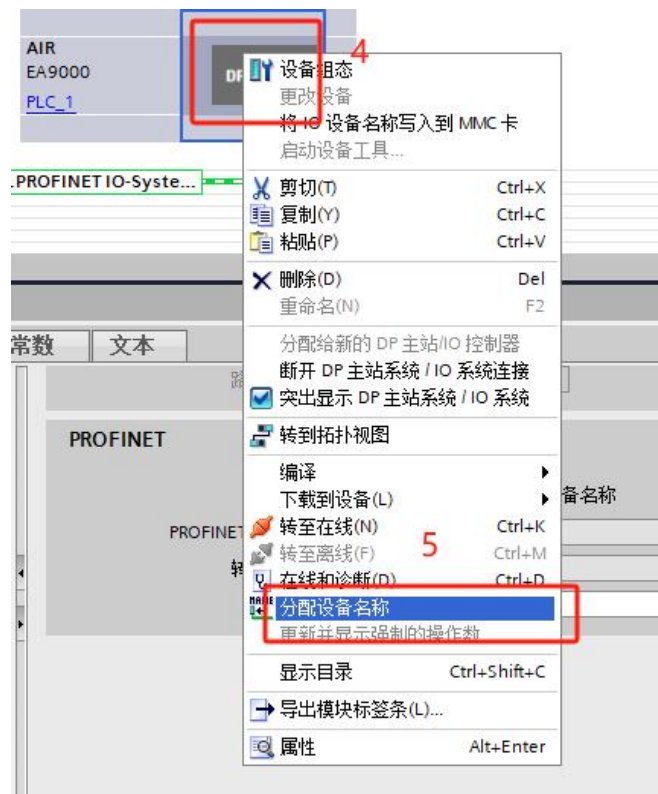 4
AIR
EA9000
PLC_1
DP
设备组态
更改设备
将 IO 设备名称写入到 MMC 卡
启动设备工具...
.PROFINET IO-Syste...
剪切(T) Ctrl+X
复制(Y) Ctrl+C
粘贴(P) Ctrl+V
删除(D) Del
重命名(N) F2
常数 文本
分配给新的 DP 主站/IO 控制器
断开 DP 主站系统 / IO 系统连接
突出显示 DP 主站系统 / IO 系统
PROFINET
转到拓扑视图
编译
下载到设备(L)
备名称
PROFINET
转至在线(N) Ctrl+K
转至离线(F) Ctrl+M
5
转
在线和诊断(D) Ctrl+D
分配设备名称
更新并显示强制的操作数
显示目录 Ctrl+Shift+C
导出模块标签条(L)...
属性 Alt+Enter